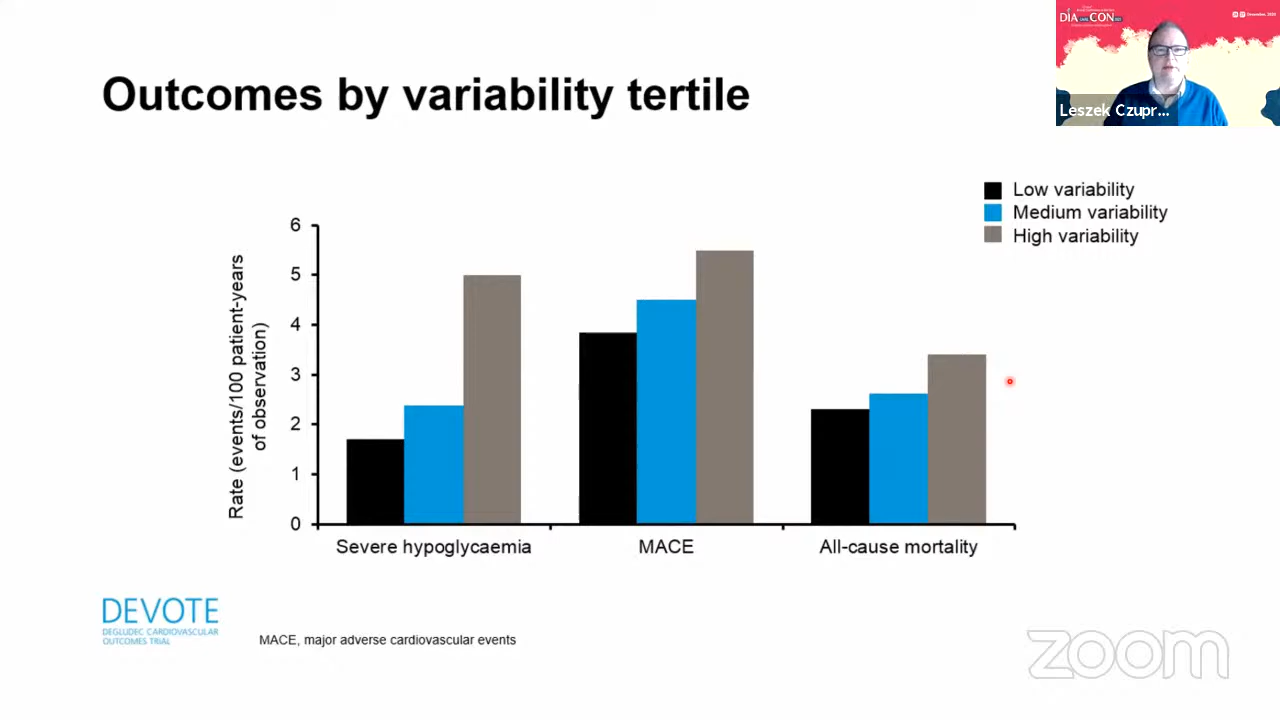 DIA CON
Leszek Czupr...
Outcomes by variability tertile
Low variability
Medium variability
High variability
Rate (events/100 patient-years
of observation)
6
5
4
3
2
1
0
Severe hypoglycaemia
MACE
All-cause mortality
DEVOTE
DEGLUDEC CARDIOVASCULAR
OUTCOMES TRIAL
MACE, major adverse cardiovascular events
zoom